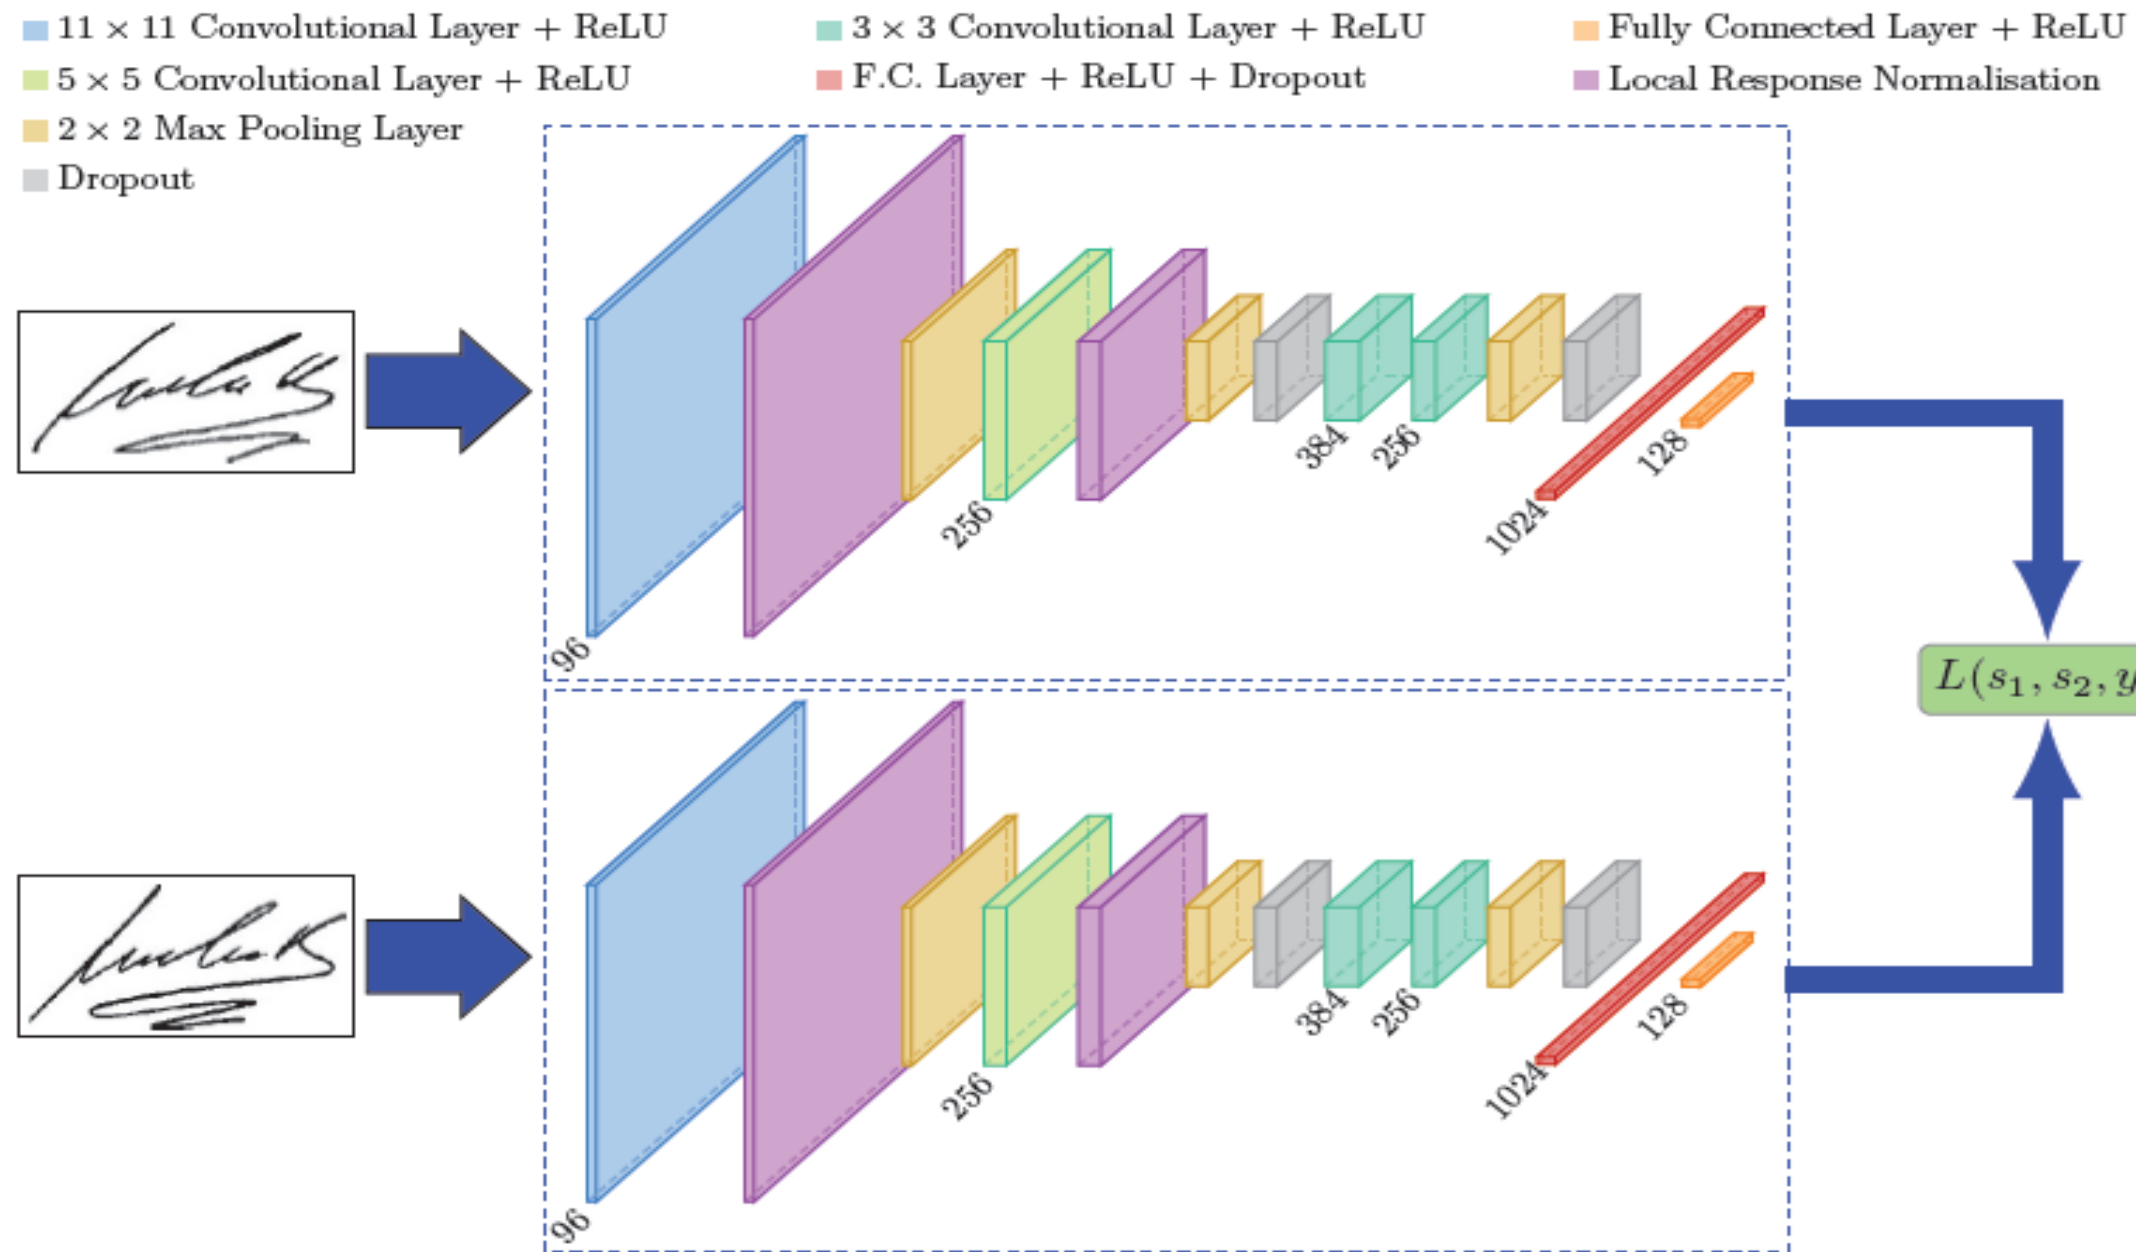 11 × 11 Convolutional Layer + ReLU
3 × 3 Convolutional Layer + ReLU
Fully Connected Layer + ReLU
5 × 5 Convolutional Layer + ReLU
F.C. Layer + ReLU + Dropout
Local Response Normalisation
2 × 2 Max Pooling Layer
Dropout
96
256
384
256
1024
128
L(s₁, s₂, y
96
256
384
256
1024
128